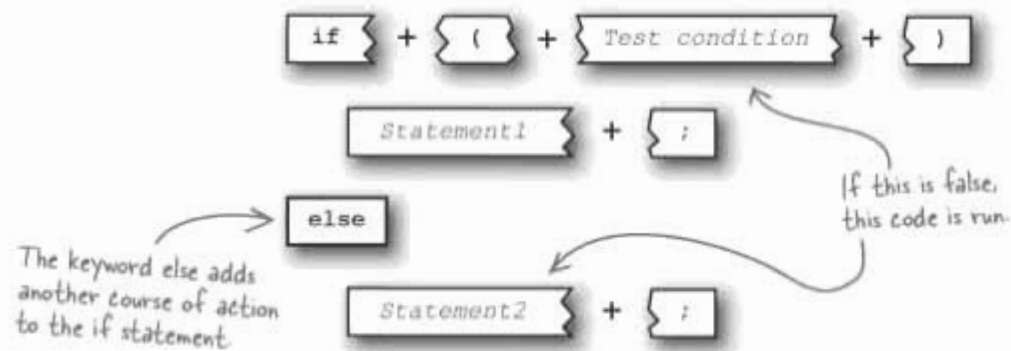 if + ( + Test condition + )
Statement1 + ;
If this is false,
this code is run.
else
The keyword else adds
another course of action
to the if statement
Statement2 + ;